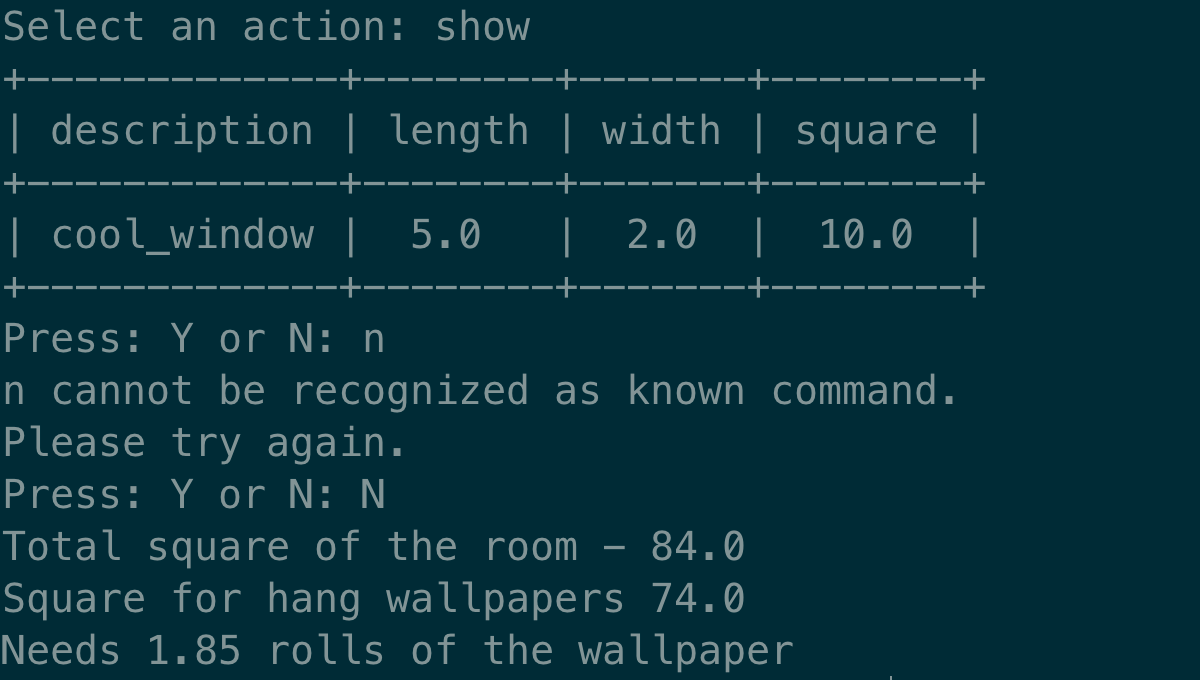 Select an action: show
+-------------+--------+-------+--------+
| description | length | width | square |
+-------------+--------+-------+--------+
| cool_window |  5.0   |  2.0  |  10.0  |
+-------------+--------+-------+--------+
Press: Y or N: n
n cannot be recognized as known command.
Please try again.
Press: Y or N: N
Total square of the room – 84.0
Square for hang wallpapers 74.0
Needs 1.85 rolls of the wallpaper